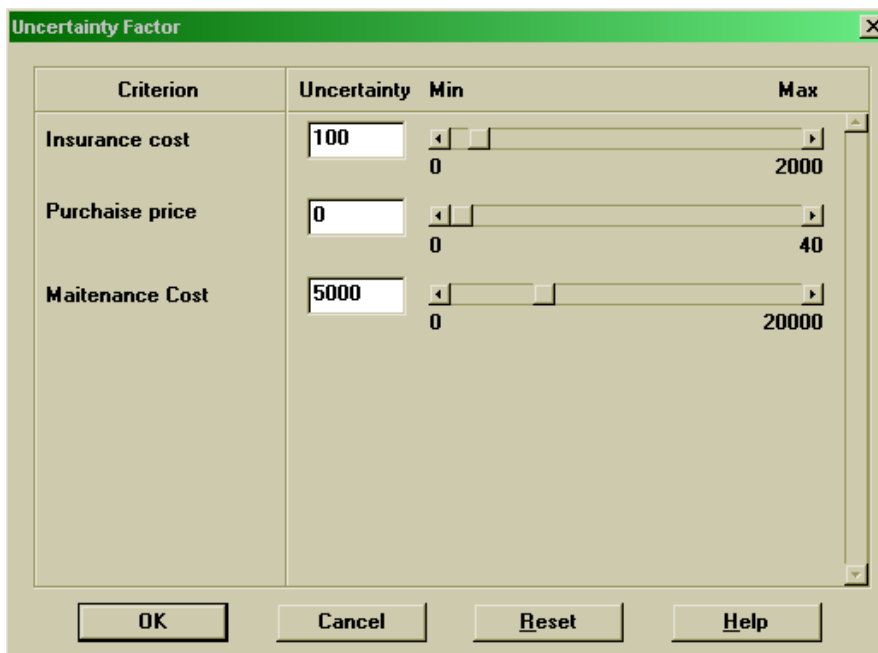 Uncertainty Factor
Criterion Uncertainty Min Max
Insurance cost 100
0 2000
Purchaise price 0
0 40
Maitenance Cost 5000
0 20000
OK Cancel Reset Help